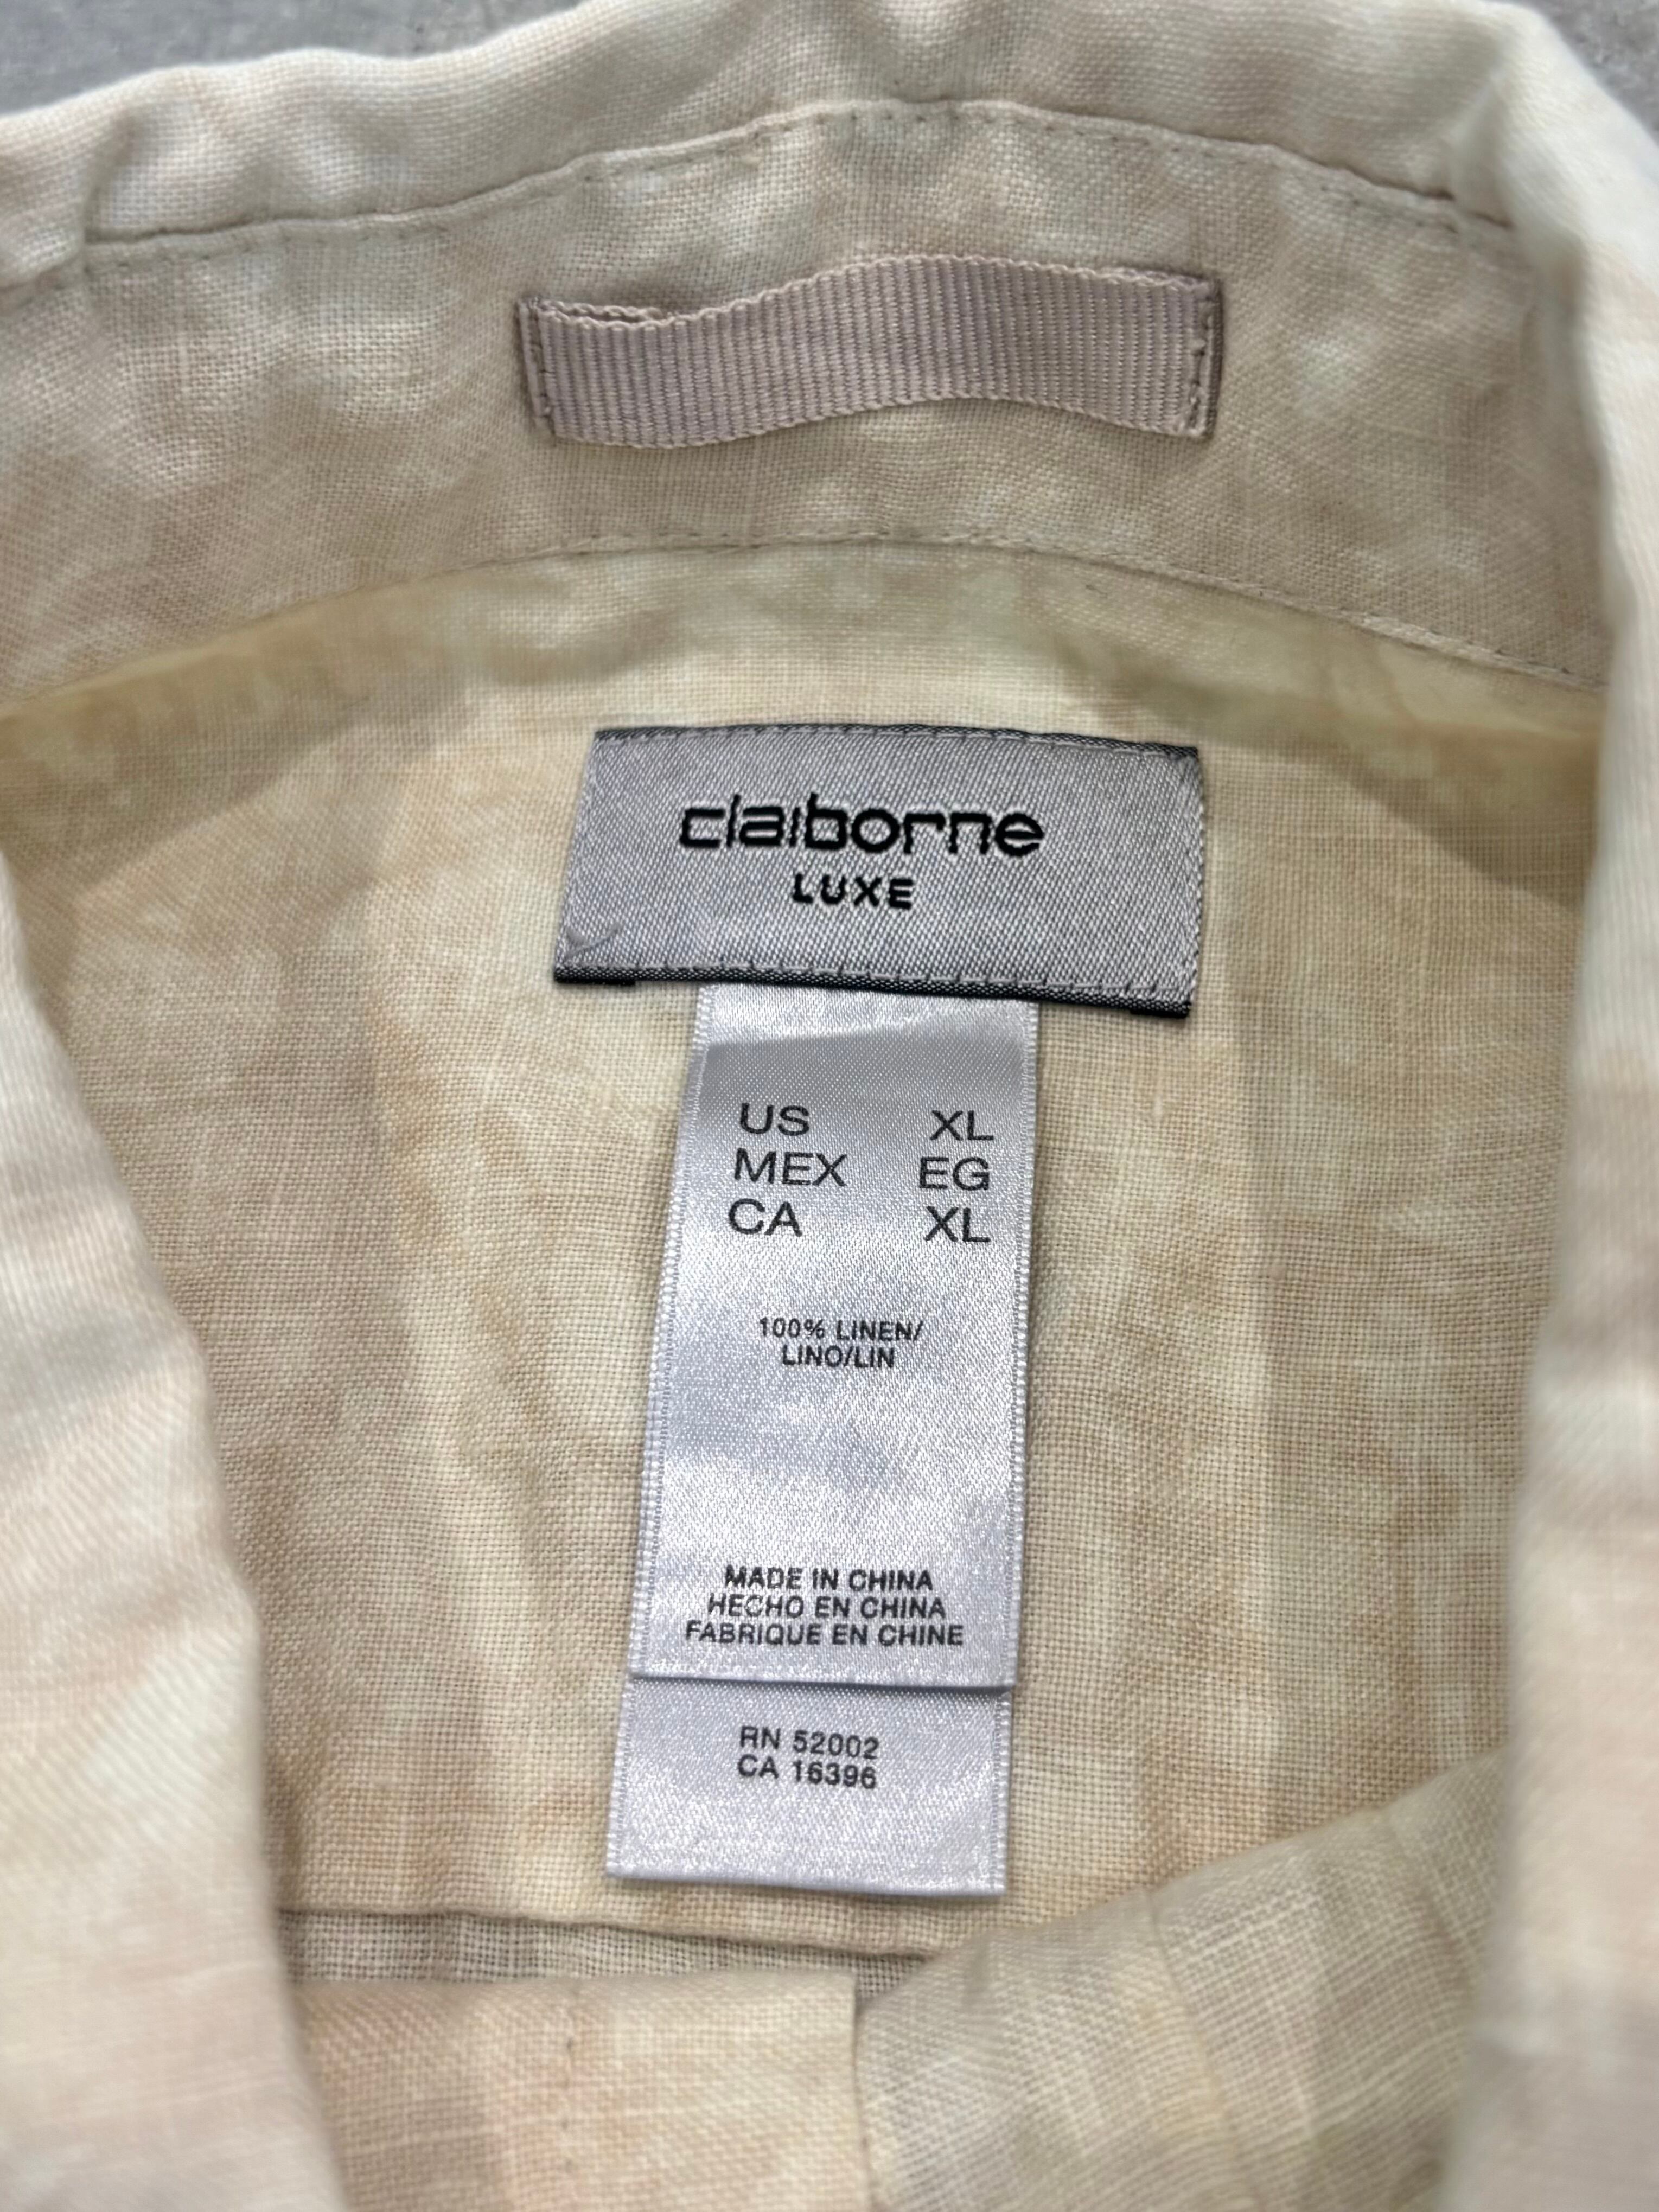 claiborne
LUXE
US XL
MEX EG
CA XL
100% LINEN/
LINO/LIN
MADE IN CHINA
HECHO EN CHINA
FABRIQUE EN CHINE
RN 52002
CA 16396